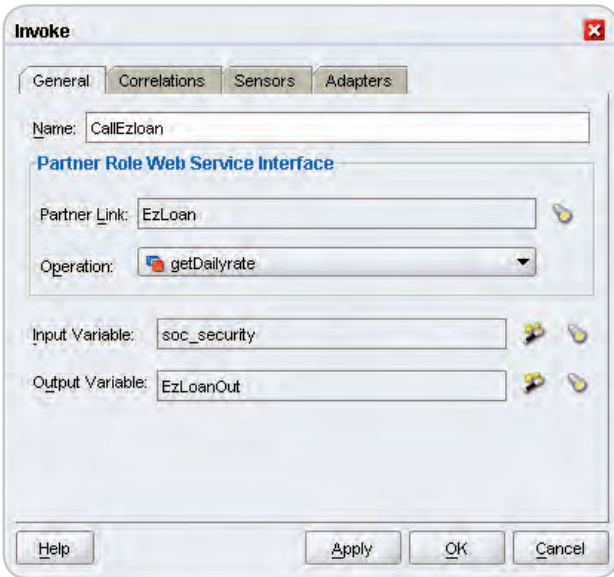 Invoke
General Correlations Sensors Adapters
Name: CallEzloan
Partner Role Web Service Interface
Partner Link: EzLoan
Operation: getDailyrate
Input Variable: soc_security
Output Variable: EzLoanOut
Help Apply OK Cancel